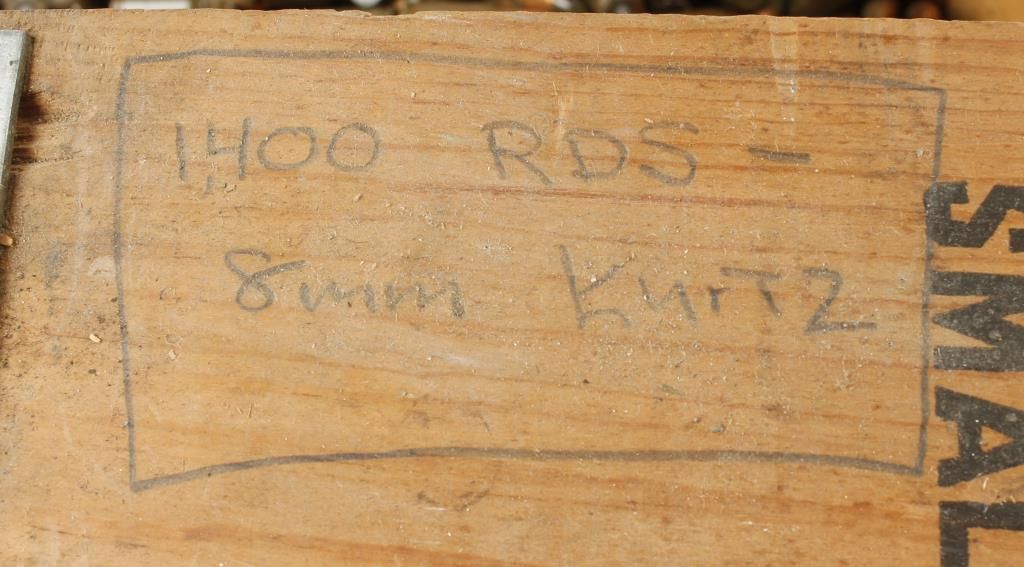 1,400 RDS –
8mm KurTZ
SMAL